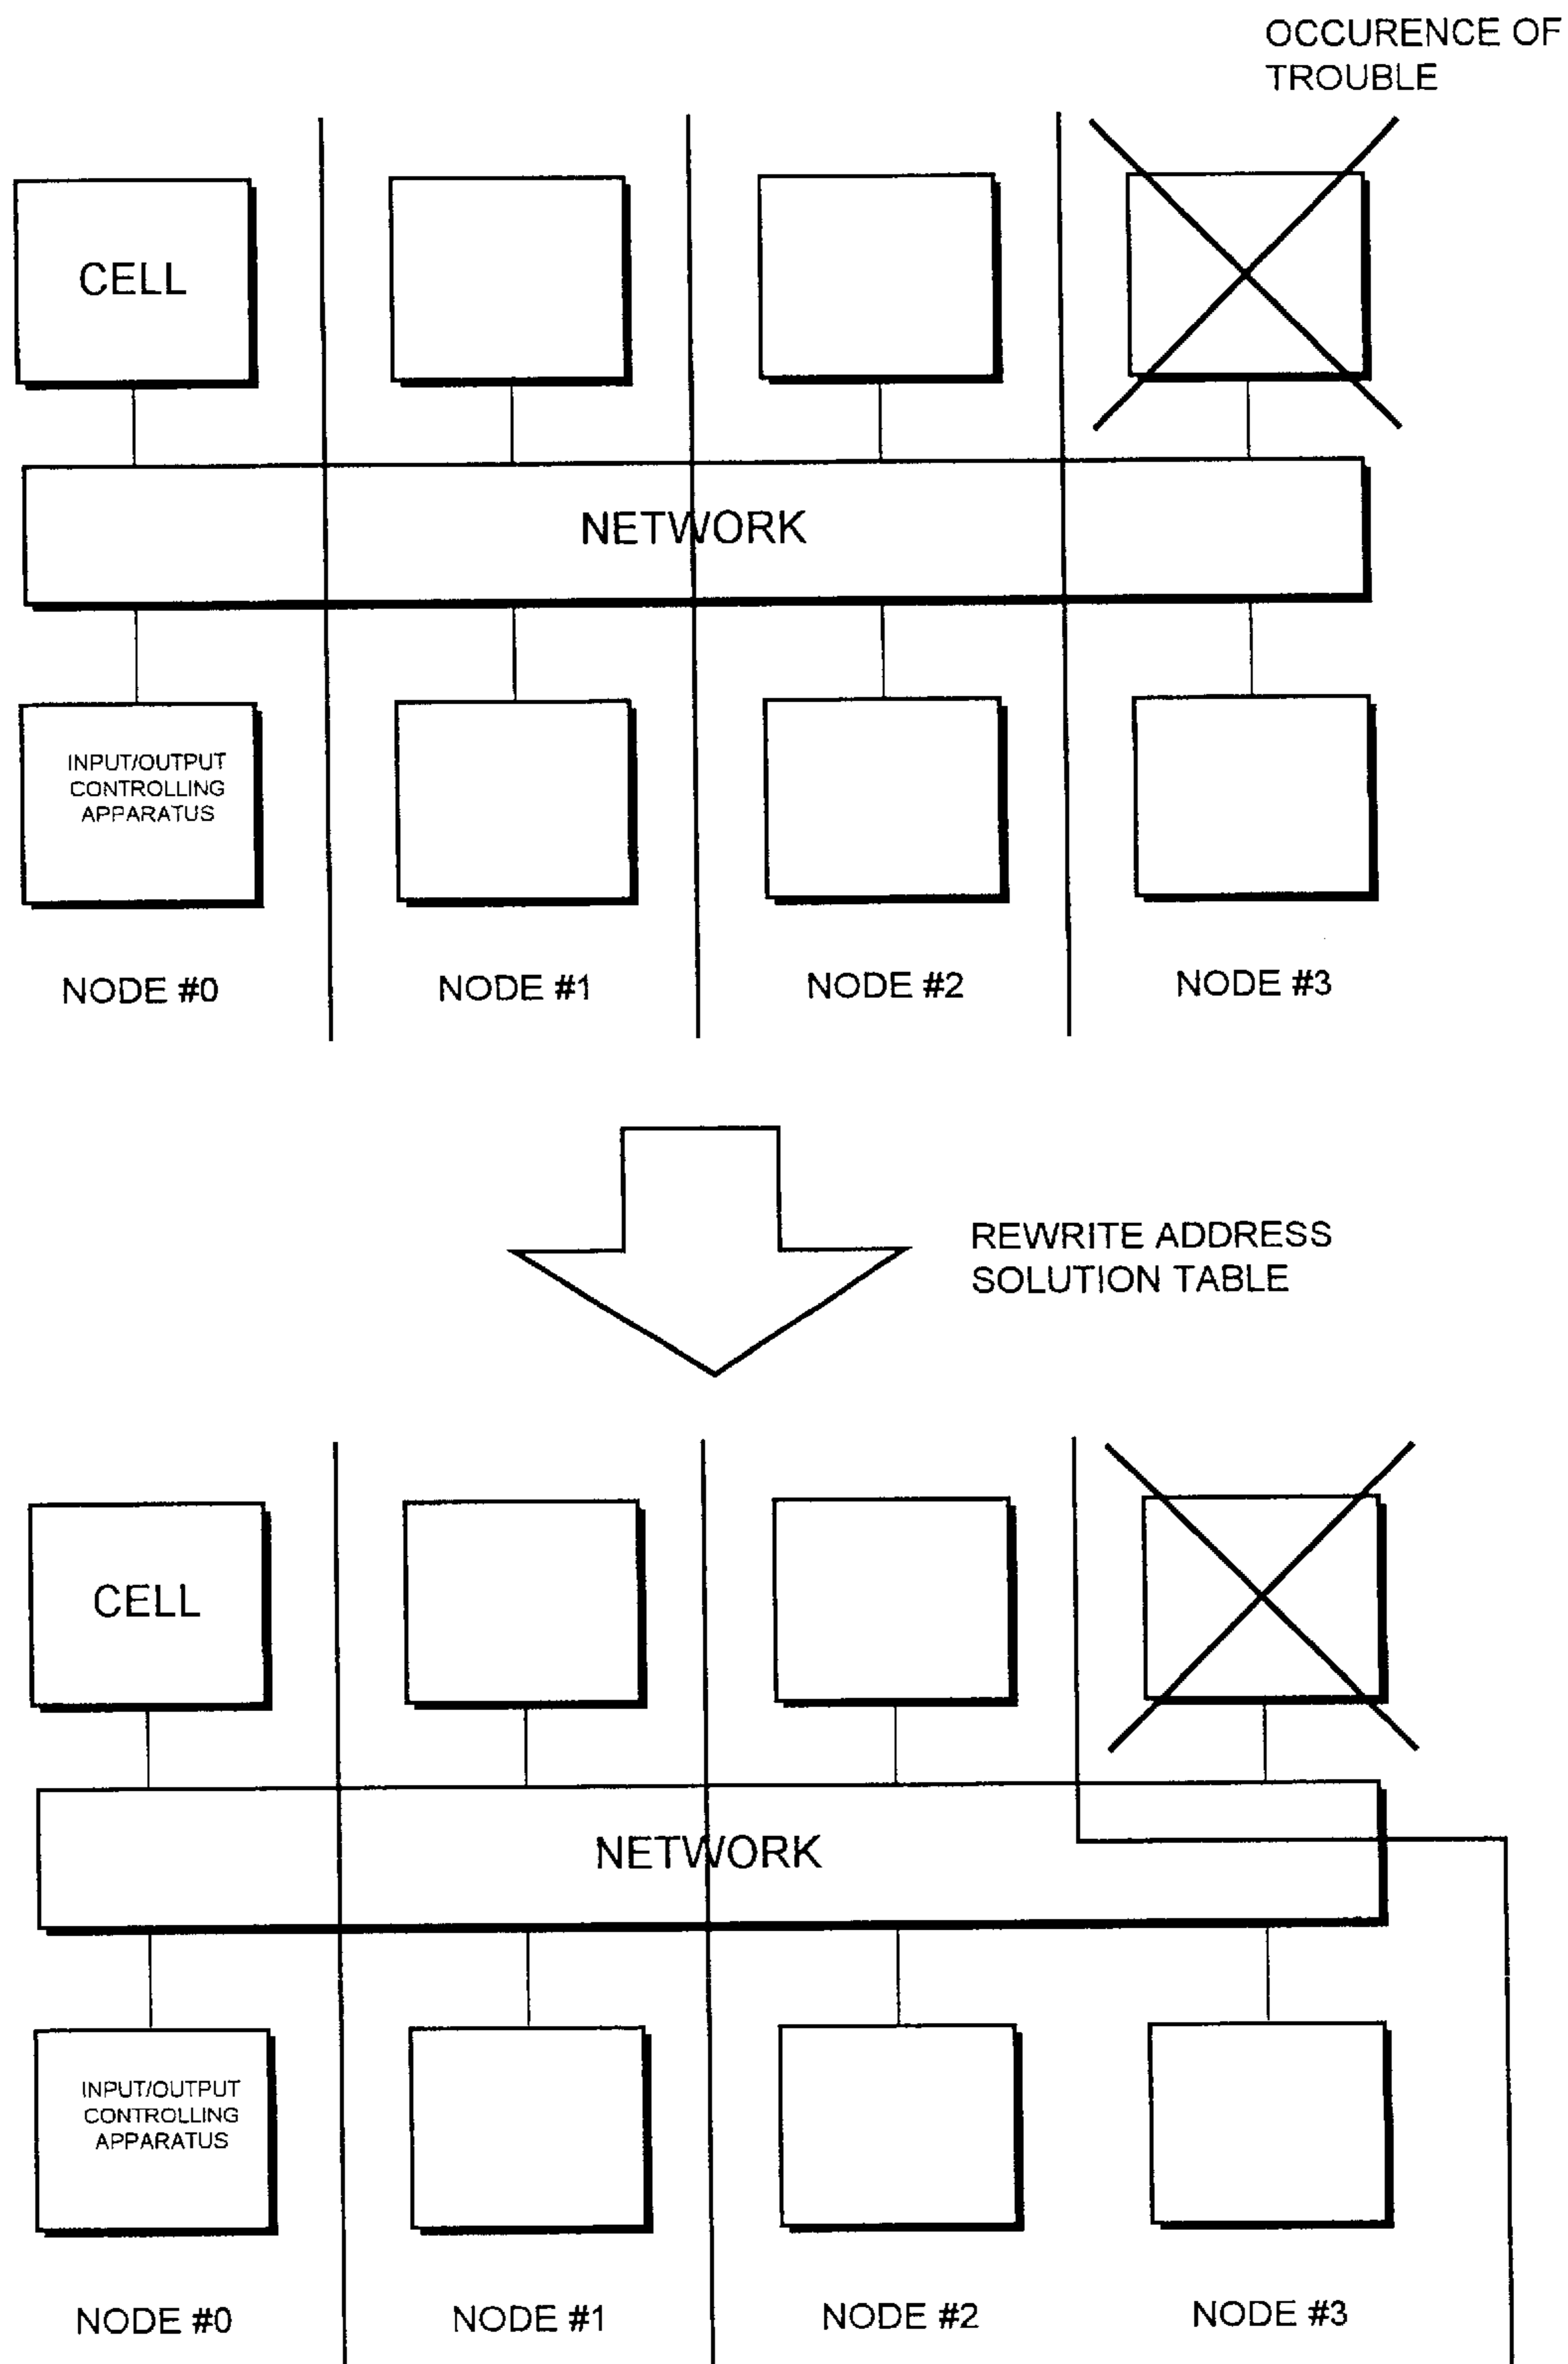 OCCURENCE OF
TROUBLE
CELL
NETWORK
INPUT/OUTPUT
CONTROLLING
APPARATUS
NODE #0
NODE #1
NODE #2
NODE #3
REWRITE ADDRESS
SOLUTION TABLE
CELL
NETWORK
INPUT/OUTPUT
CONTROLLING
APPARATUS
NODE #0
NODE #1
NODE #2
NODE #3